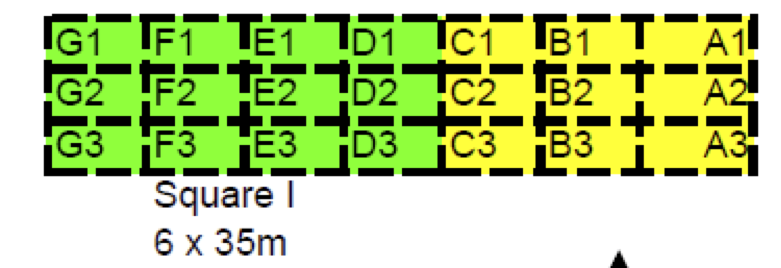 G1 F1 E1 D1 C1 B1 A1
G2 F2 E2 D2 C2 B2 A2
G3 F3 E3 D3 C3 B3 A3
Square I
6 x 35m